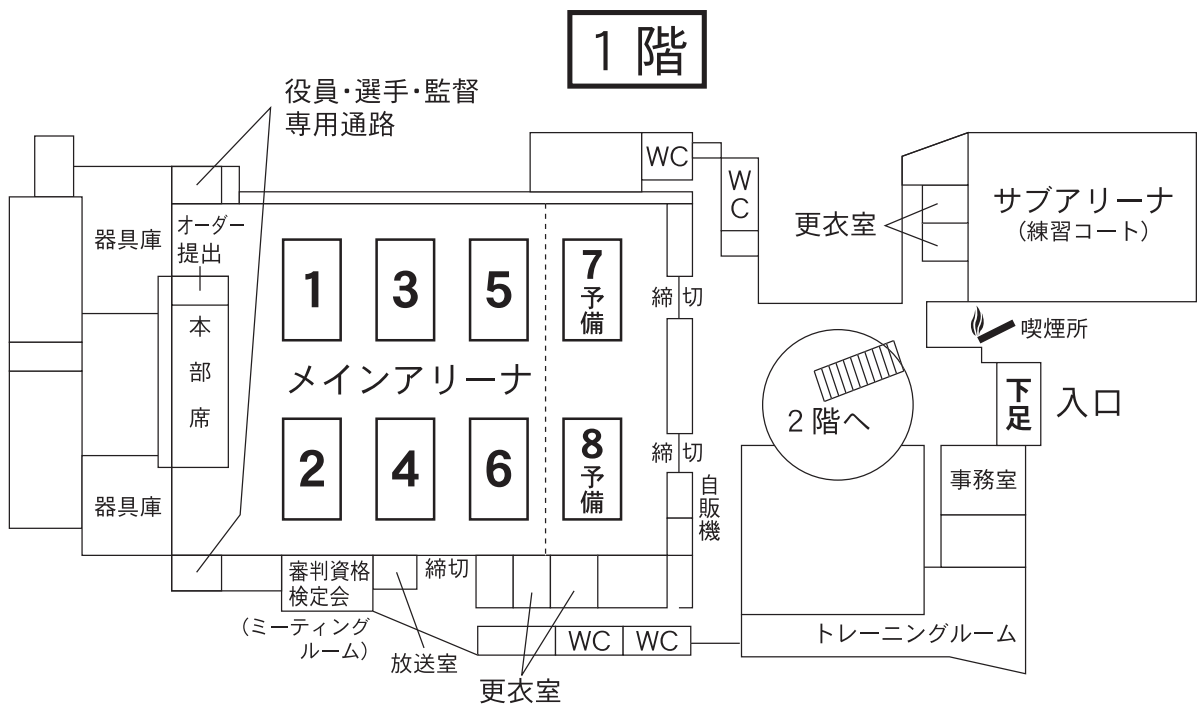 1階
役員・選手・監督
専用通路
WC
WC
サブアリーナ
(練習コート)
更衣室
器具庫
オーダー
提出
1
3
5
7
予
備
締切
喫煙所
本
部
席
メインアリーナ
2階へ
下足
入口
2
4
6
8
予
備
締切
自販機
事務室
器具庫
審判資格
検定会
締切
(ミーティング
ルーム)
放送室
更衣室
WC
WC
トレーニングルーム